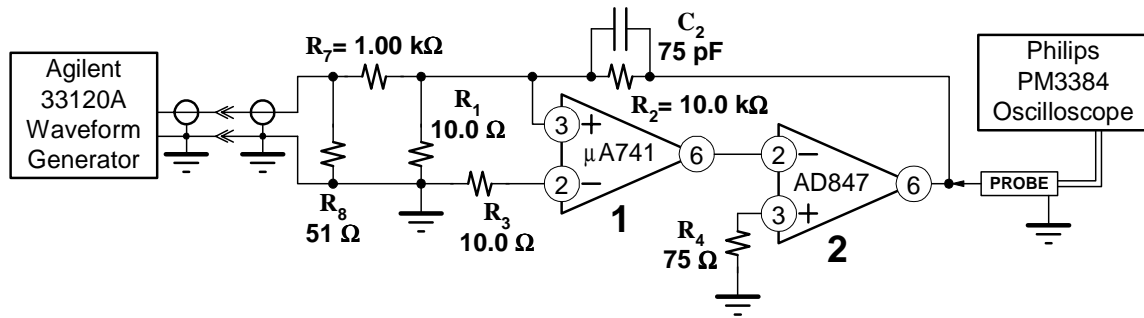 Agilent
33120A
Waveform
Generator
R7= 1.00 kΩ
R8
51 Ω
R1
10.0 Ω
R3
10.0 Ω
C2
75 pF
R2= 10.0 kΩ
3
+
µA741
2
−
6
1
2
−
AD847
3
+
6
2
R4
75 Ω
PROBE
Philips
PM3384
Oscilloscope